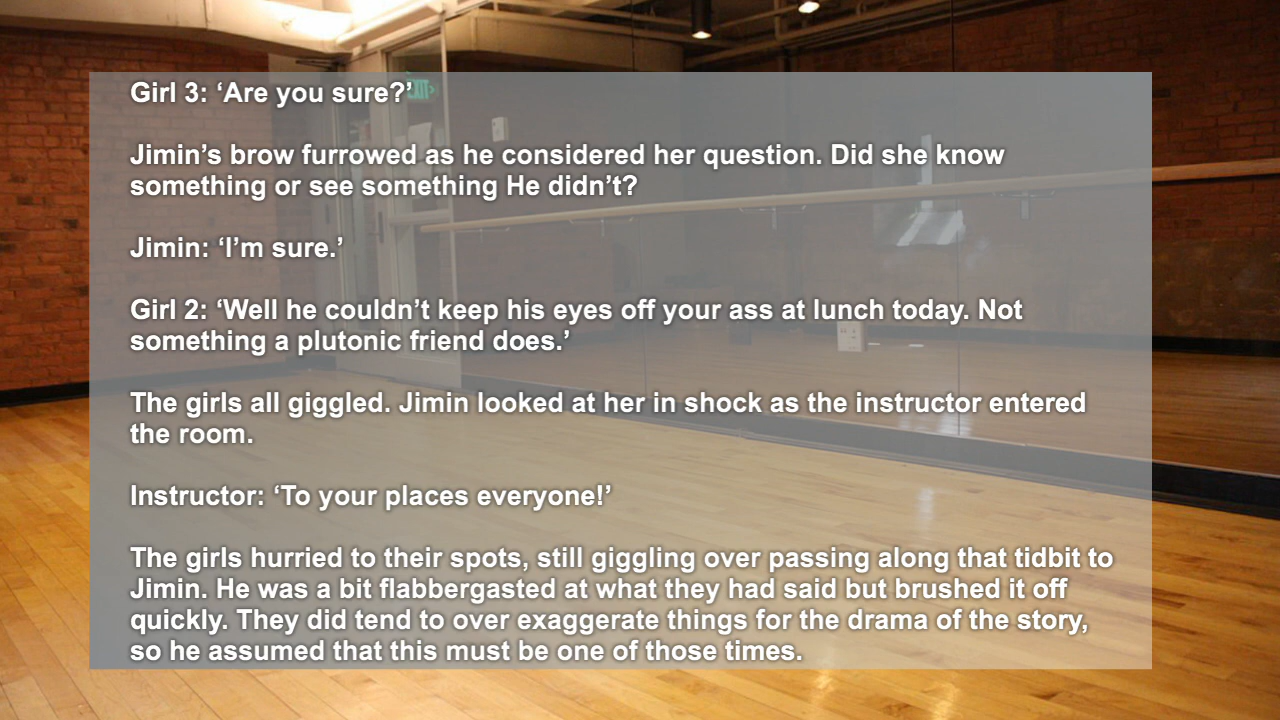 EXIT>
Girl 3: ‘Are you sure?’
Jimin’s brow furrowed as he considered her question. Did she know
something or see something He didn’t?
Jimin: ‘I’m sure.’
Girl 2: ‘Well he couldn’t keep his eyes off your ass at lunch today. Not
something a plutonic friend does.’
The girls all giggled. Jimin looked at her in shock as the instructor entered
the room.
Instructor: ‘To your places everyone!’
The girls hurried to their spots, still giggling over passing along that tidbit to
Jimin. He was a bit flabbergasted at what they had said but brushed it off
quickly. They did tend to over exaggerate things for the drama of the story,
so he assumed that this must be one of those times.